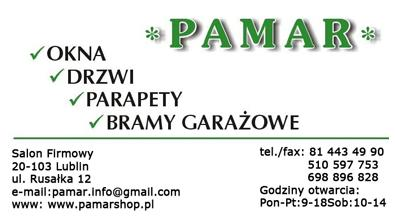 *PAMAR*
✓OKNA
✓DRZWI
✓PARAPETY
✓BRAMY GARAŻOWE
Salon Firmowy
20-103 Lublin
ul. Rusałka 12
e-mail:pamar.info@gmail.com
www: www.pamarshop.pl
tel./fax: 81 443 49 90
510 597 753
698 896 828
Godziny otwarcia:
Pon-Pt:9-18Sob:10-14